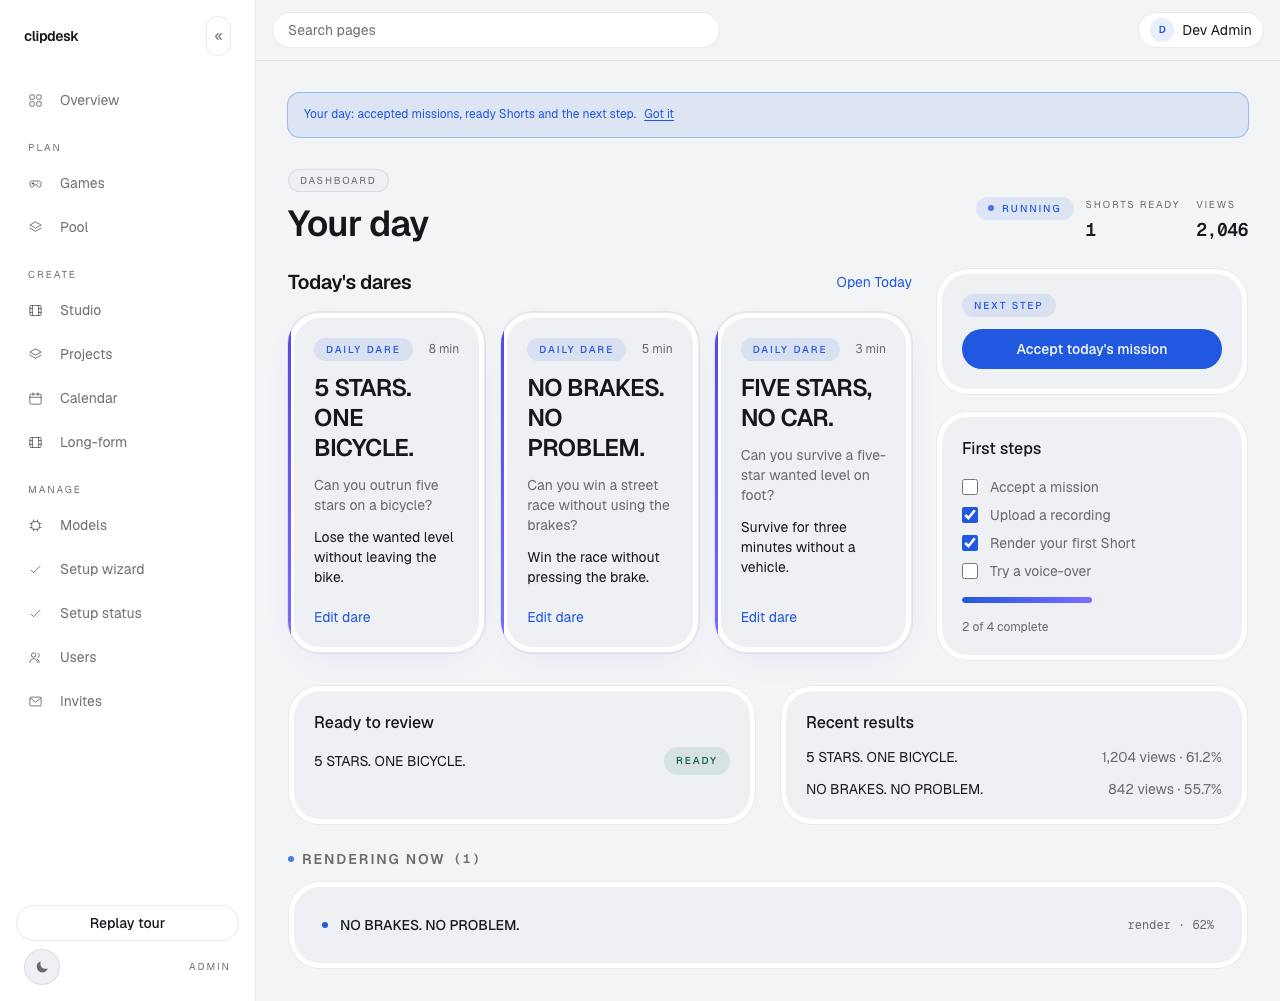 clipdesk
«
Overview
PLAN
Games
Pool
CREATE
Studio
Projects
Calendar
Long-form
MANAGE
Models
Setup wizard
Setup status
Users
Invites
Replay tour
ADMIN
Search pages
D Dev Admin
Your day: accepted missions, ready Shorts and the next step. Got it
DASHBOARD
Your day
RUNNING
SHORTS READY
1
VIEWS
2,046
Today's dares
Open Today
DAILY DARE 8 min
5 STARS.
ONE
BICYCLE.
Can you outrun five
stars on a bicycle?
Lose the wanted level
without leaving the
bike.
Edit dare
DAILY DARE 5 min
NO BRAKES.
NO
PROBLEM.
Can you win a street
race without using the
brakes?
Win the race without
pressing the brake.
Edit dare
DAILY DARE 3 min
FIVE STARS,
NO CAR.
Can you survive a five-
star wanted level on
foot?
Survive for three
minutes without a
vehicle.
Edit dare
NEXT STEP
Accept today's mission
First steps
Accept a mission
Upload a recording
Render your first Short
Try a voice-over
2 of 4 complete
Ready to review
5 STARS. ONE BICYCLE. READY
Recent results
5 STARS. ONE BICYCLE. 1,204 views · 61.2%
NO BRAKES. NO PROBLEM. 842 views · 55.7%
RENDERING NOW (1)
NO BRAKES. NO PROBLEM. render · 62%